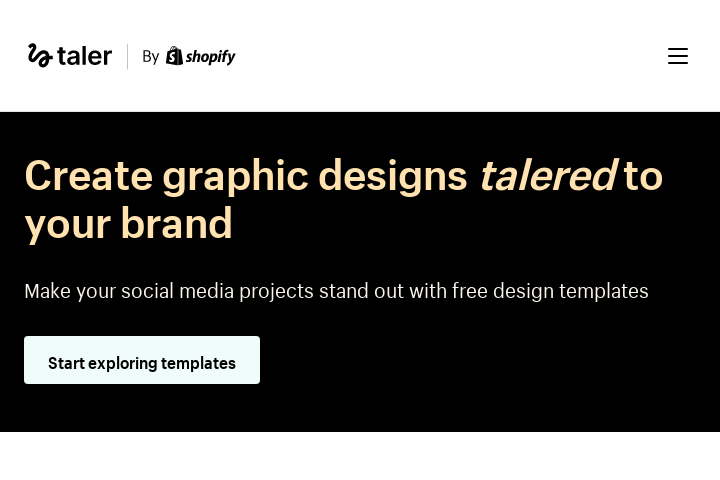 taler By shopify
Create graphic designs talered to
your brand
Make your social media projects stand out with free design templates
Start exploring templates